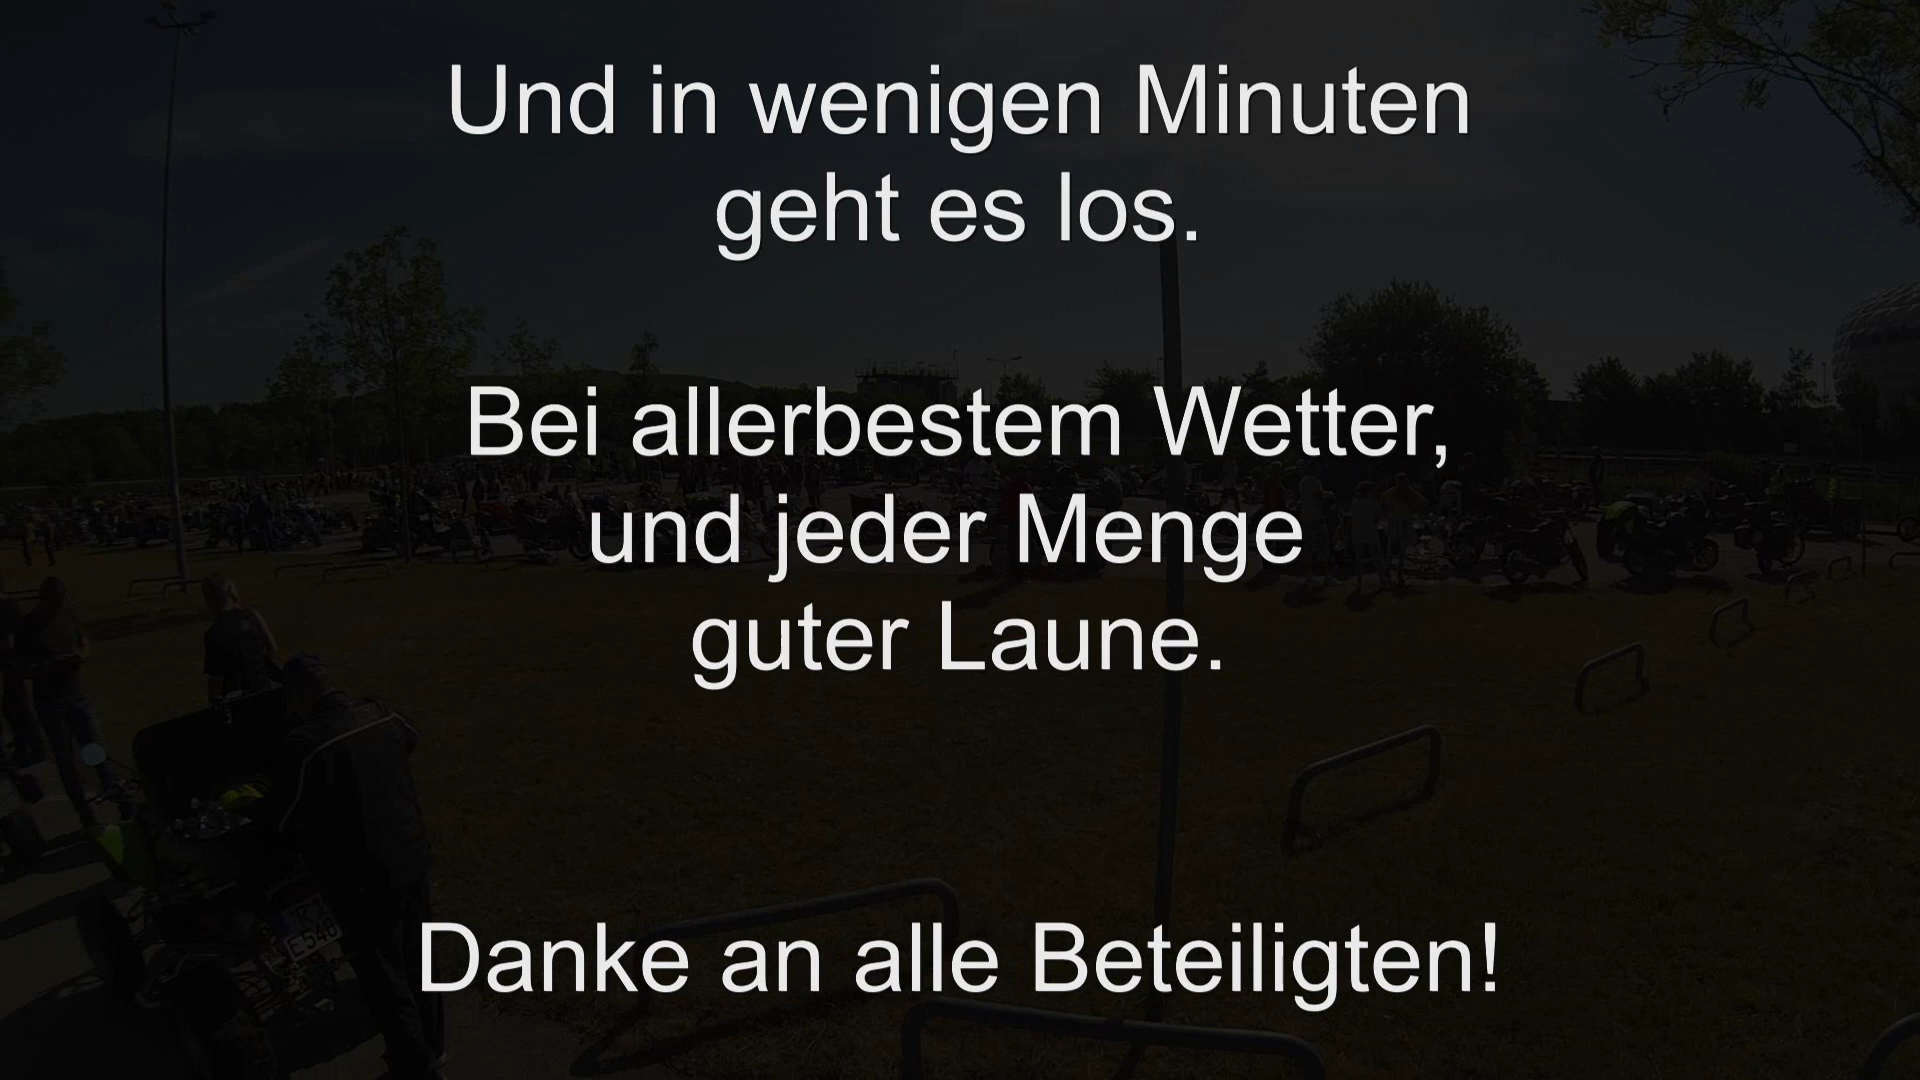 Und in wenigen Minuten
geht es los.
Bei allerbestem Wetter,
und jeder Menge
guter Laune.
Danke an alle Beteiligten!